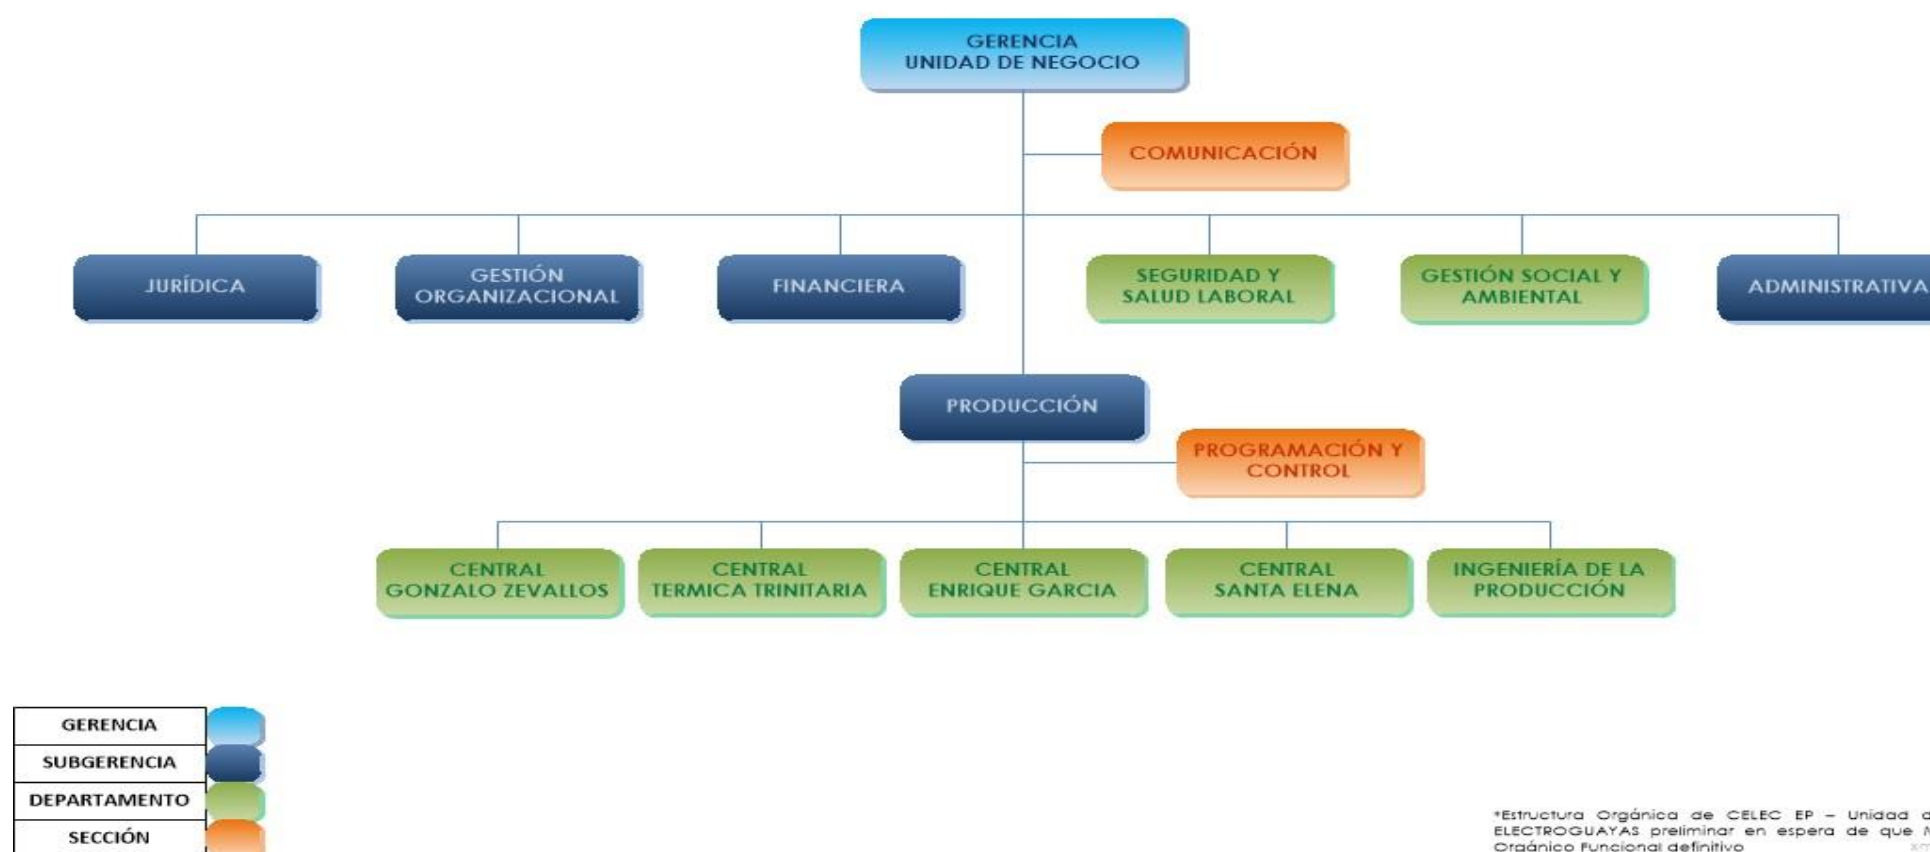 GERENCIA
UNIDAD DE NEGOCIO
COMUNICACIÓN
JURÍDICA
GESTIÓN
ORGANIZACIONAL
FINANCIERA
SEGURIDAD Y
SALUD LABORAL
GESTIÓN SOCIAL Y
AMBIENTAL
ADMINISTRATIVA
PRODUCCIÓN
PROGRAMACIÓN Y
CONTROL
CENTRAL
GONZALO ZEVALLOS
CENTRAL
TERMICA TRINITARIA
CENTRAL
ENRIQUE GARCIA
CENTRAL
SANTA ELENA
INGENIERÍA DE LA
PRODUCCIÓN
GERENCIA
SUBGERENCIA
DEPARTAMENTO
SECCIÓN
*Estructura Orgánica de CELEC EP – Unidad
ELECTROGUAYAS preliminar en espera de que
Orgánico Funcional definitivo